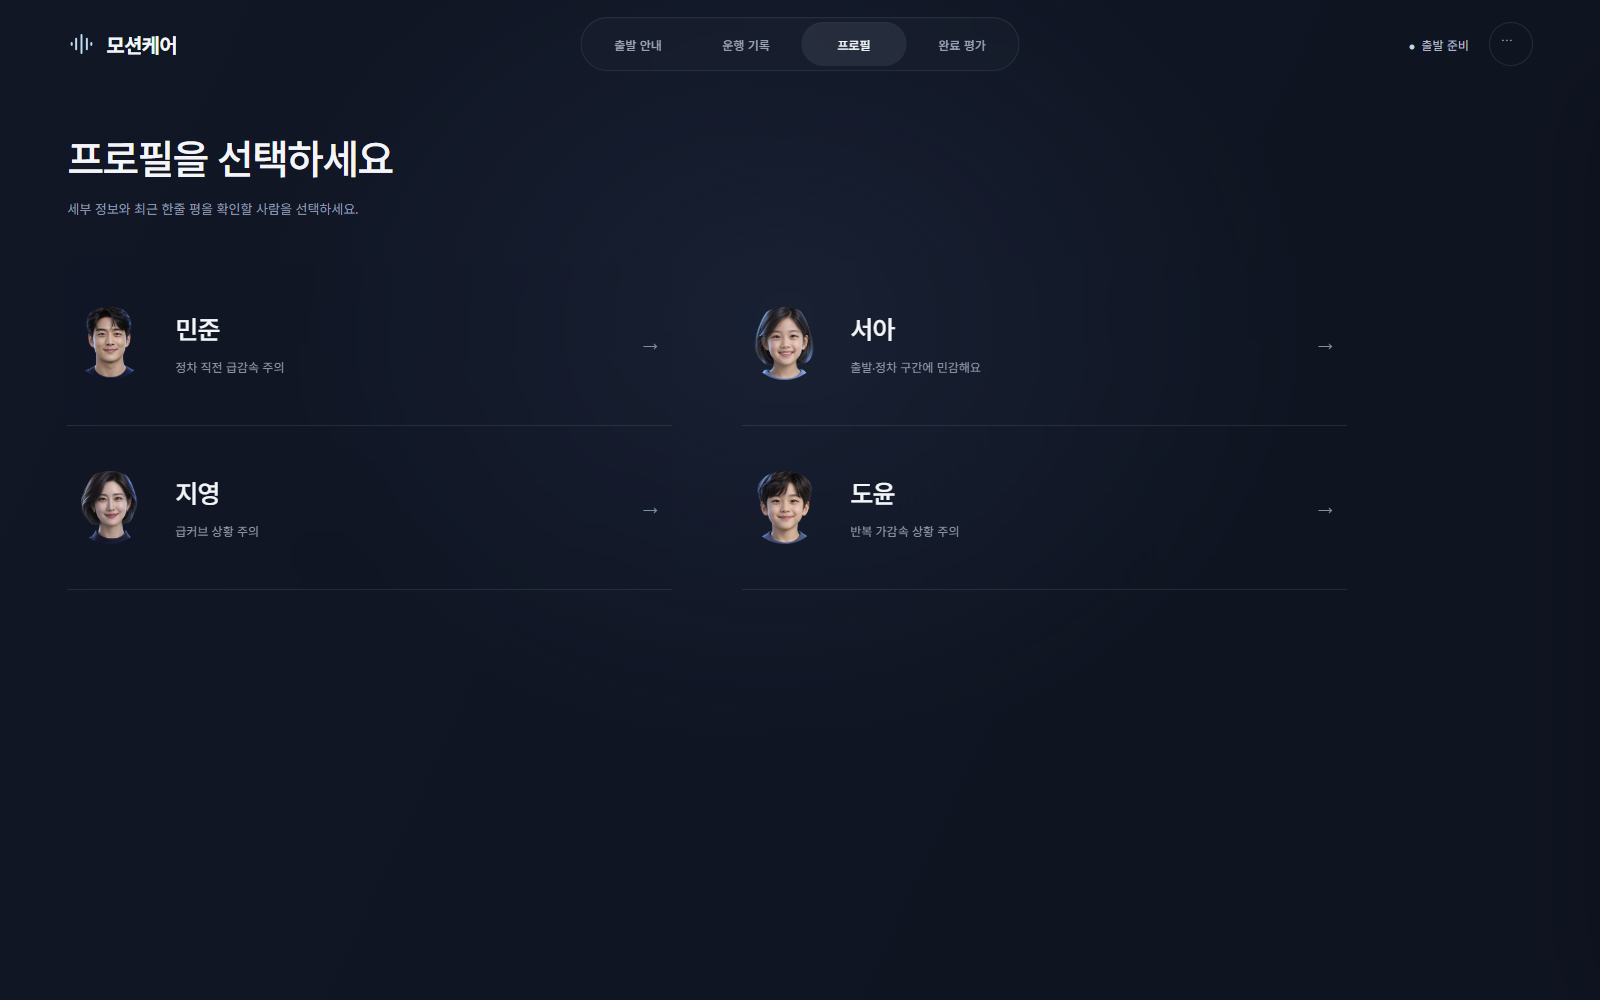 모션케어
출발 안내
운행 기록
프로필
완료 평가
● 출발 준비
…
프로필을 선택하세요
세부 정보와 최근 한줄 평을 확인할 사람을 선택하세요.
민준
정차 직전 급감속 주의
→
서아
출발·정차 구간에 민감해요
→
지영
급커브 상황 주의
→
도윤
반복 가감속 상황 주의
→